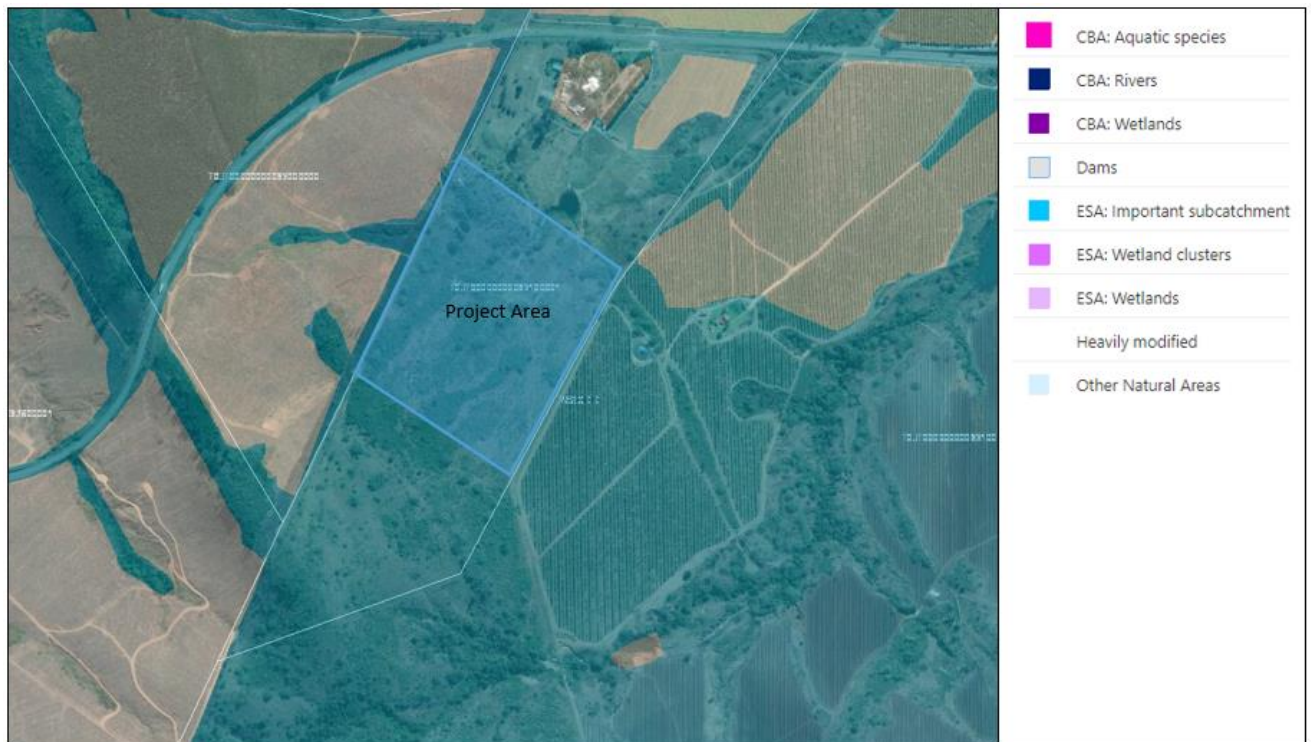 Project Area
CBA: Aquatic species
CBA: Rivers
CBA: Wetlands
Dams
ESA: Important subcatchment
ESA: Wetland clusters
ESA: Wetlands
Heavily modified
Other Natural Areas